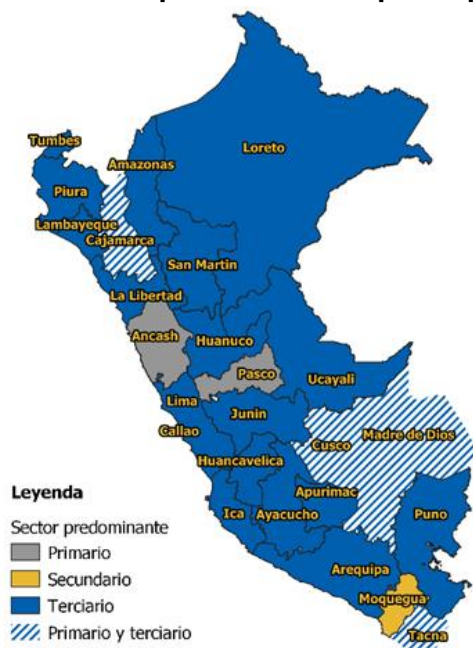 Tumbes
Amazonas
Loreto
Piura
Lambayeque
Cajamarca
San Martin
La Libertad
Ancash
Huanuco
Pasco
Ucayali
Lima
Junin
Callao
Cusco
Madre de Dios
Huancavelica
Apurimac
Ica
Ayacucho
Puno
Arequipa
Moquegua
Tacna
Leyenda
Sector predominante
Primario
Secundario
Terciario
Primario y terciario